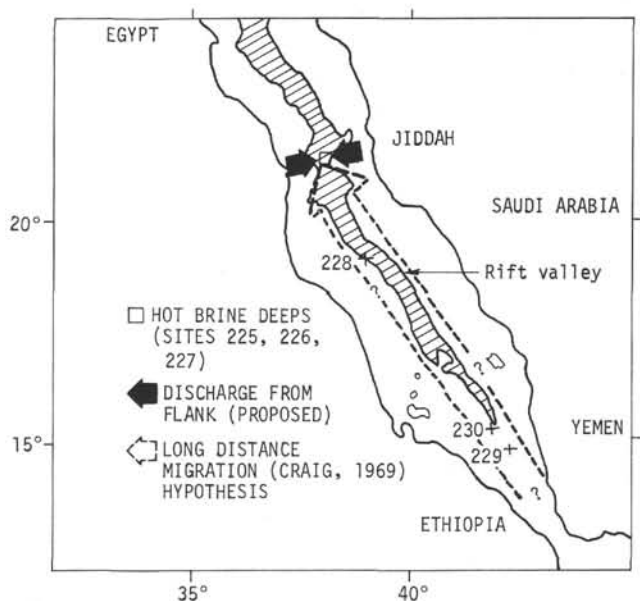 EGYPT
JIDDAH
SAUDI ARABIA
20°
228
Rift valley
?
HOT BRINE DEEPS
(SITES 225, 226,
227)
DISCHARGE FROM
FLANK (PROPOSED)
?
YEMEN
15°
230
229
LONG DISTANCE
MIGRATION (CRAIG, 1969)
HYPOTHESIS
?
?
ETHIOPIA
35°
40°